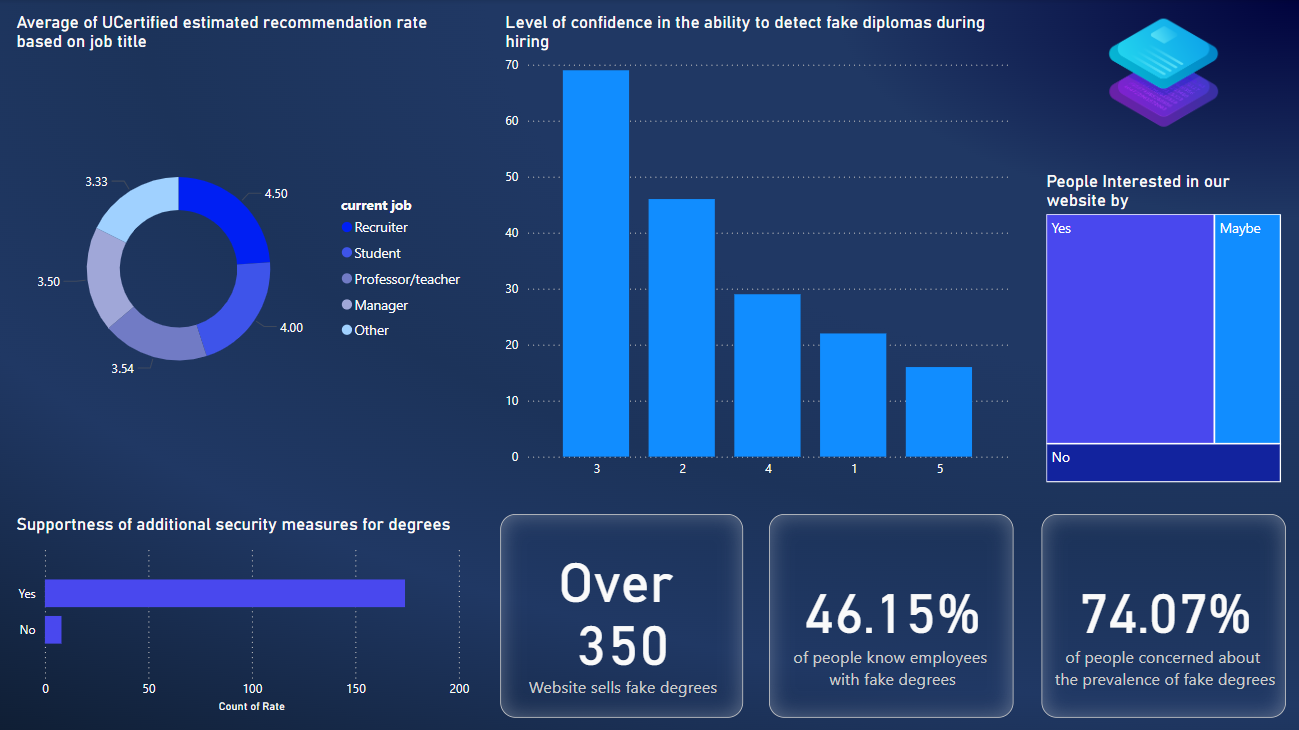 Average of UCertified estimated recommendation rate
based on job title
3.33
4.50
3.50
4.00
3.54
current job
Recruiter
Student
Professor/teacher
Manager
Other
Level of confidence in the ability to detect fake diplomas during
hiring
70
60
50
40
30
20
10
0
3
2
4
1
5
People Interested in our
website by
Yes
Maybe
No
Supportness of additional security measures for degrees
Yes
No
0
50
100
150
200
Count of Rate
Over
350
Website sells fake degrees
46.15%
of people know employees
with fake degrees
74.07%
of people concerned about
the prevalence of fake degrees